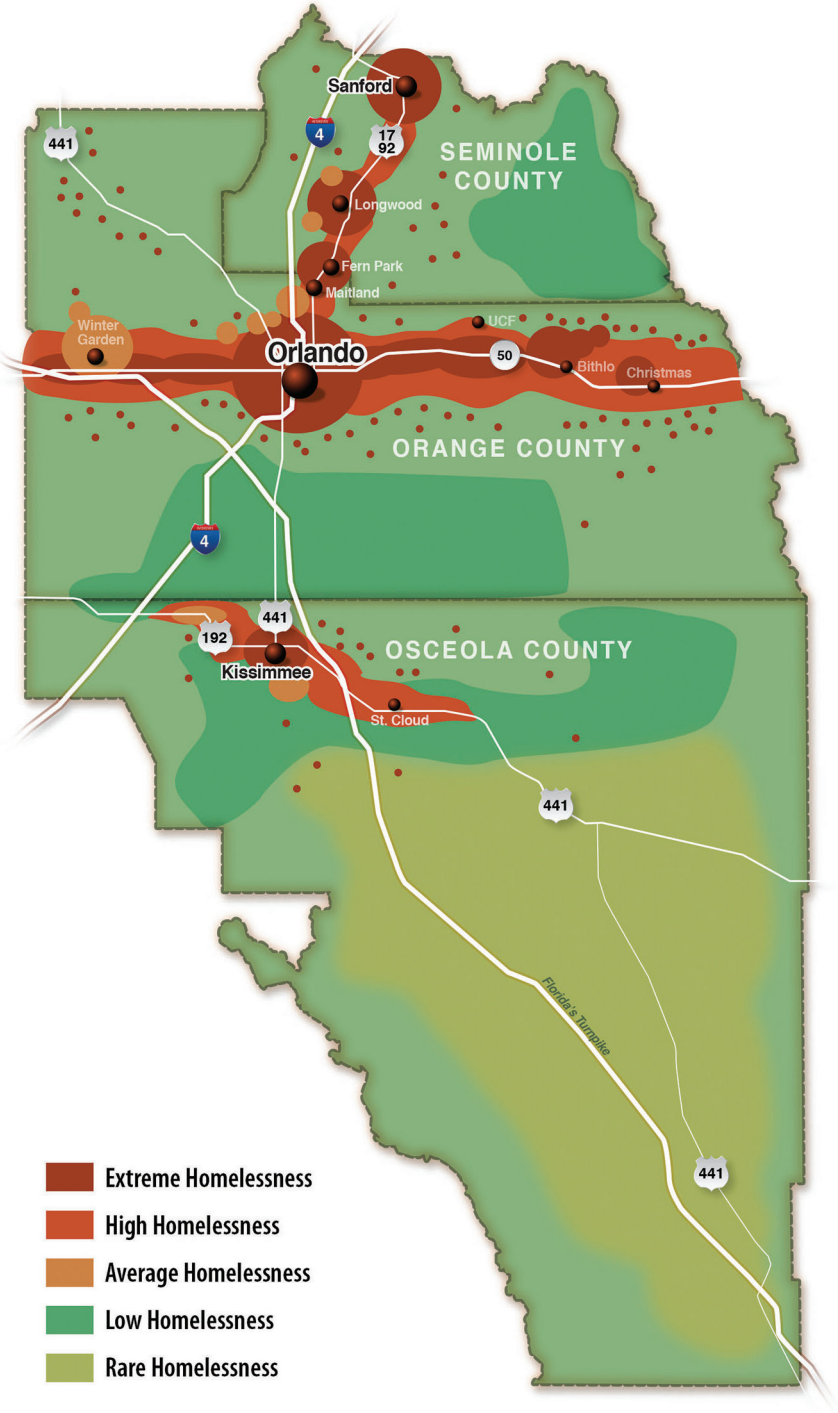 Sanford
4
17
92
441
SEMINOLE
COUNTY
Longwood
Fern Park
Maitland
Winter
Garden
UCF
Orlando
50
Bithlo
Christmas
ORANGE COUNTY
4
441
192
OSCEOLA COUNTY
Kissimmee
St. Cloud
441
Florida's Turnpike
441
Extreme Homelessness
High Homelessness
Average Homelessness
Low Homelessness
Rare Homelessness